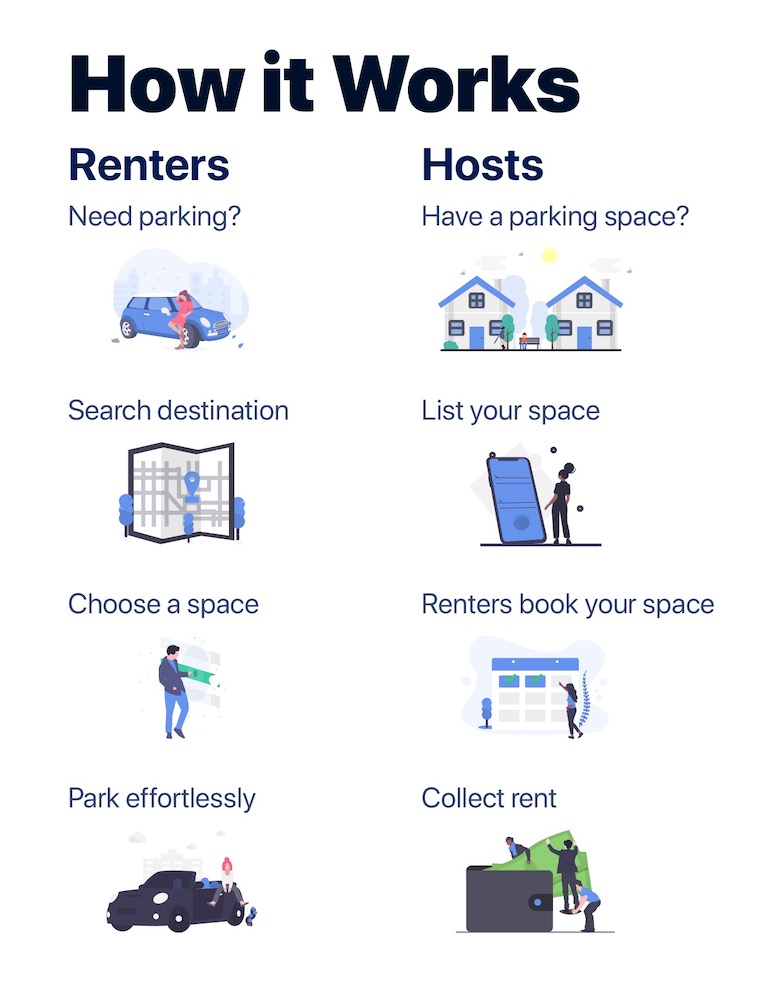 How it Works
Renters
Need parking?
Search destination
Choose a space
Park effortlessly
Hosts
Have a parking space?
List your space
Renters book your space
Collect rent